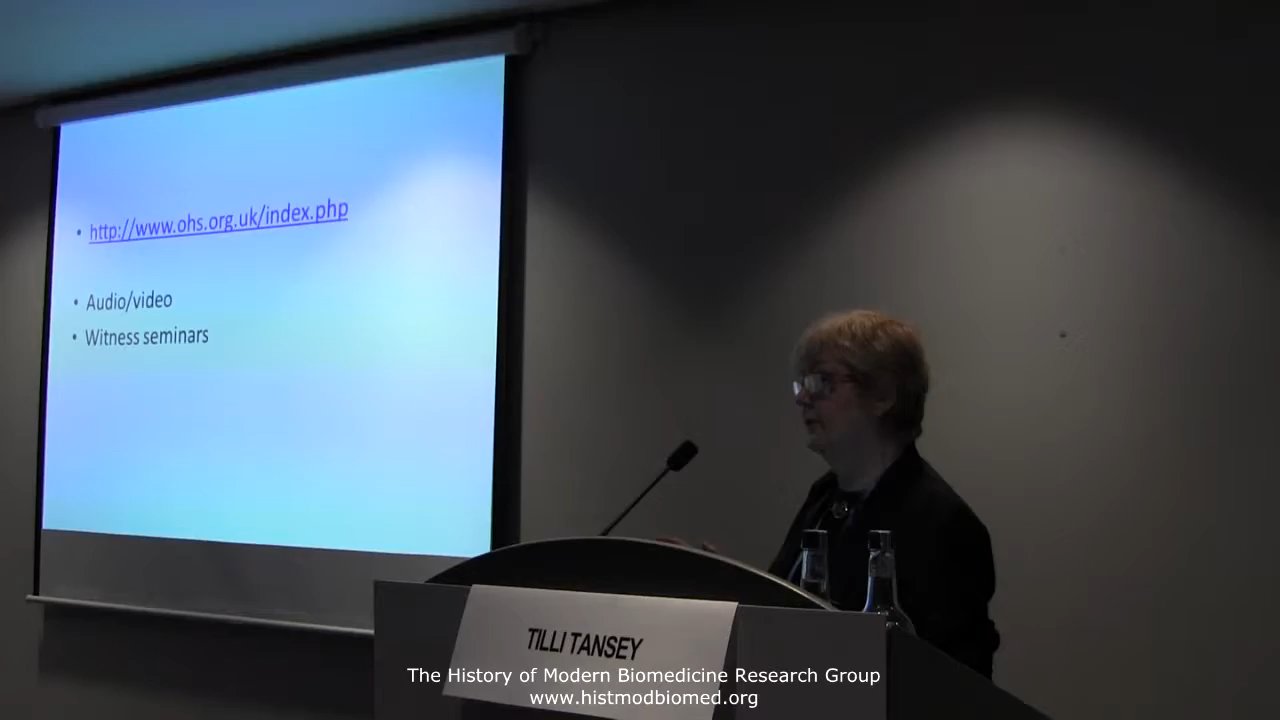 • http://www.ohs.org.uk/index.php
• Audio/video
• Witness seminars
TILLI TANSEY
The History of Modern Biomedicine Research Group
www.histmodbiomed.org